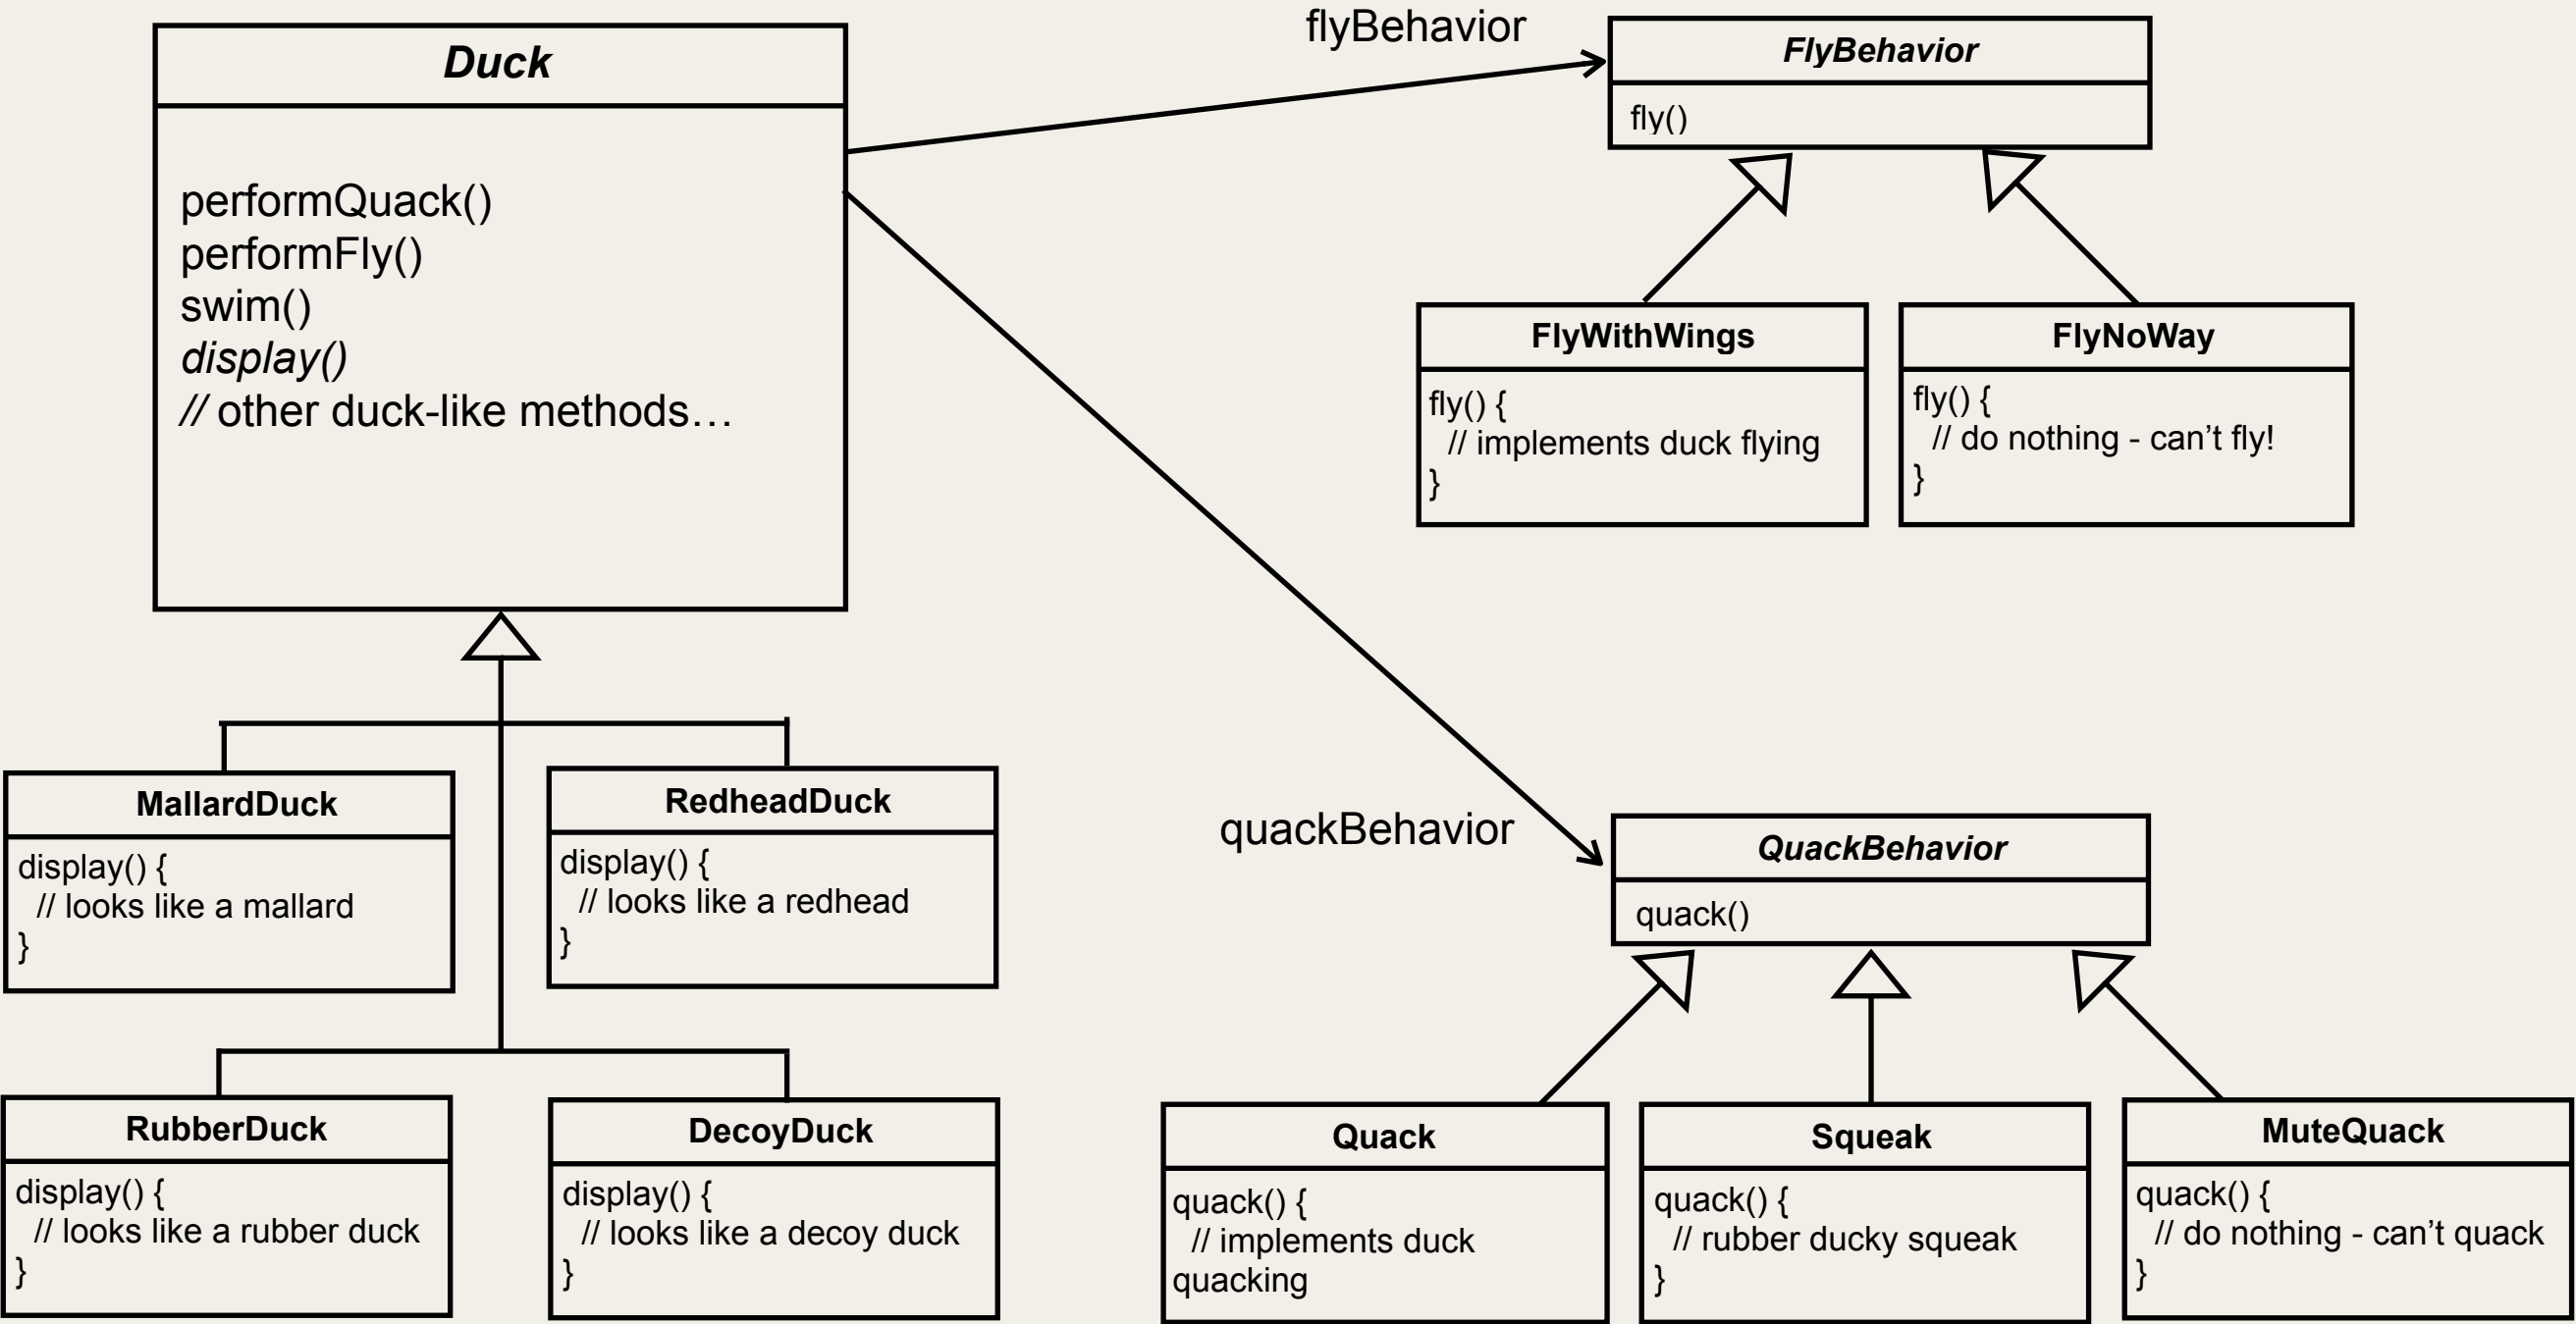 Duck
performQuack()
performFly()
swim()
display()
// other duck-like methods…
flyBehavior
FlyBehavior
fly()
FlyWithWings
fly() {
// implements duck flying
}
FlyNoWay
fly() {
// do nothing - can’t fly!
}
MallardDuck
display() {
// looks like a mallard
}
RedheadDuck
display() {
// looks like a redhead
}
RubberDuck
display() {
// looks like a rubber duck
}
DecoyDuck
display() {
// looks like a decoy duck
}
quackBehavior
QuackBehavior
quack()
Quack
quack() {
// implements duck
quacking
Squeak
quack() {
// rubber ducky squeak
}
MuteQuack
quack() {
// do nothing - can’t quack
}